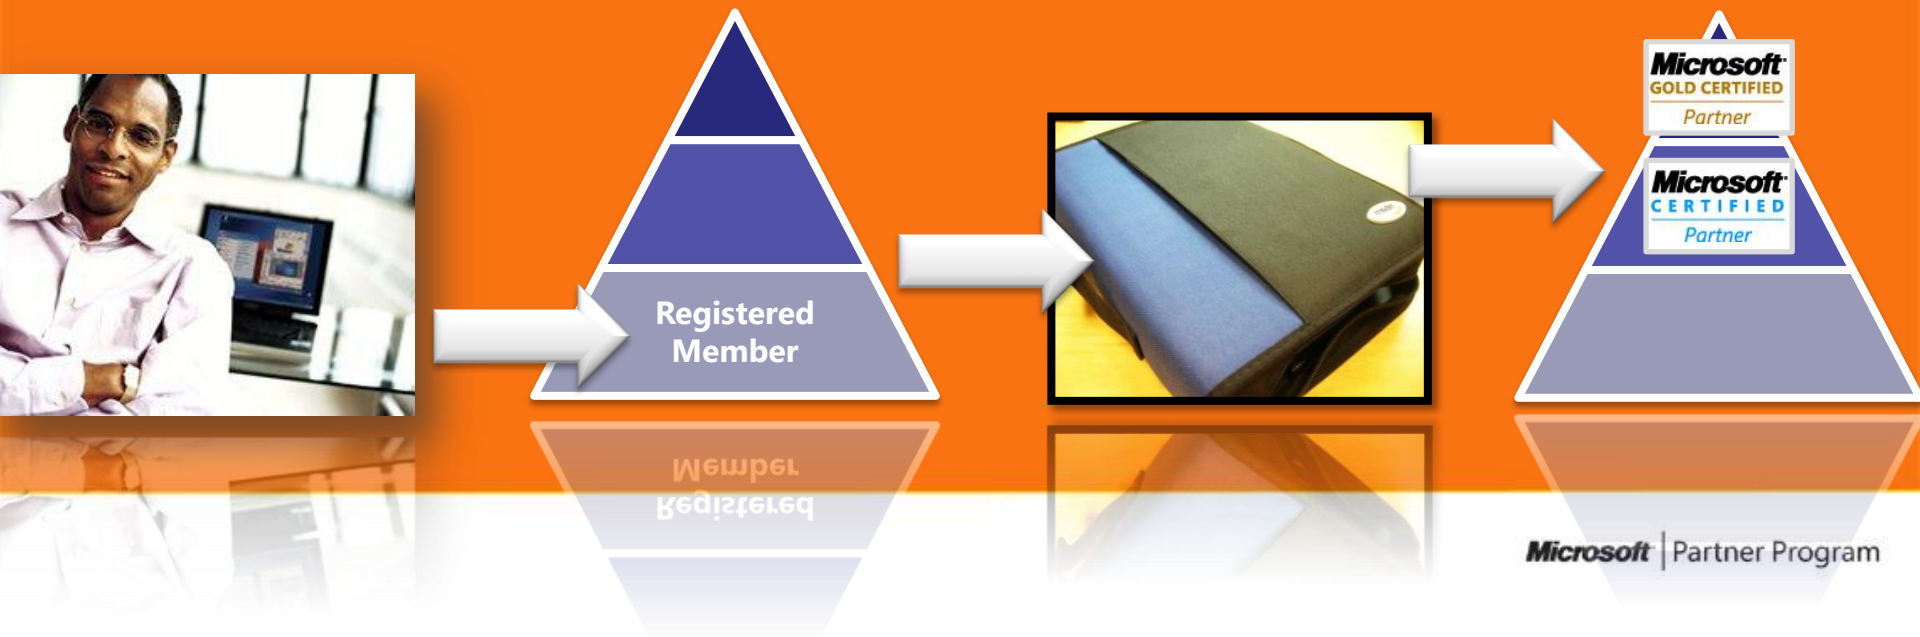 Registered
Member
Microsoft
GOLD CERTIFIED
Partner
Microsoft
CERTIFIED
Partner
Microsoft | Partner Program